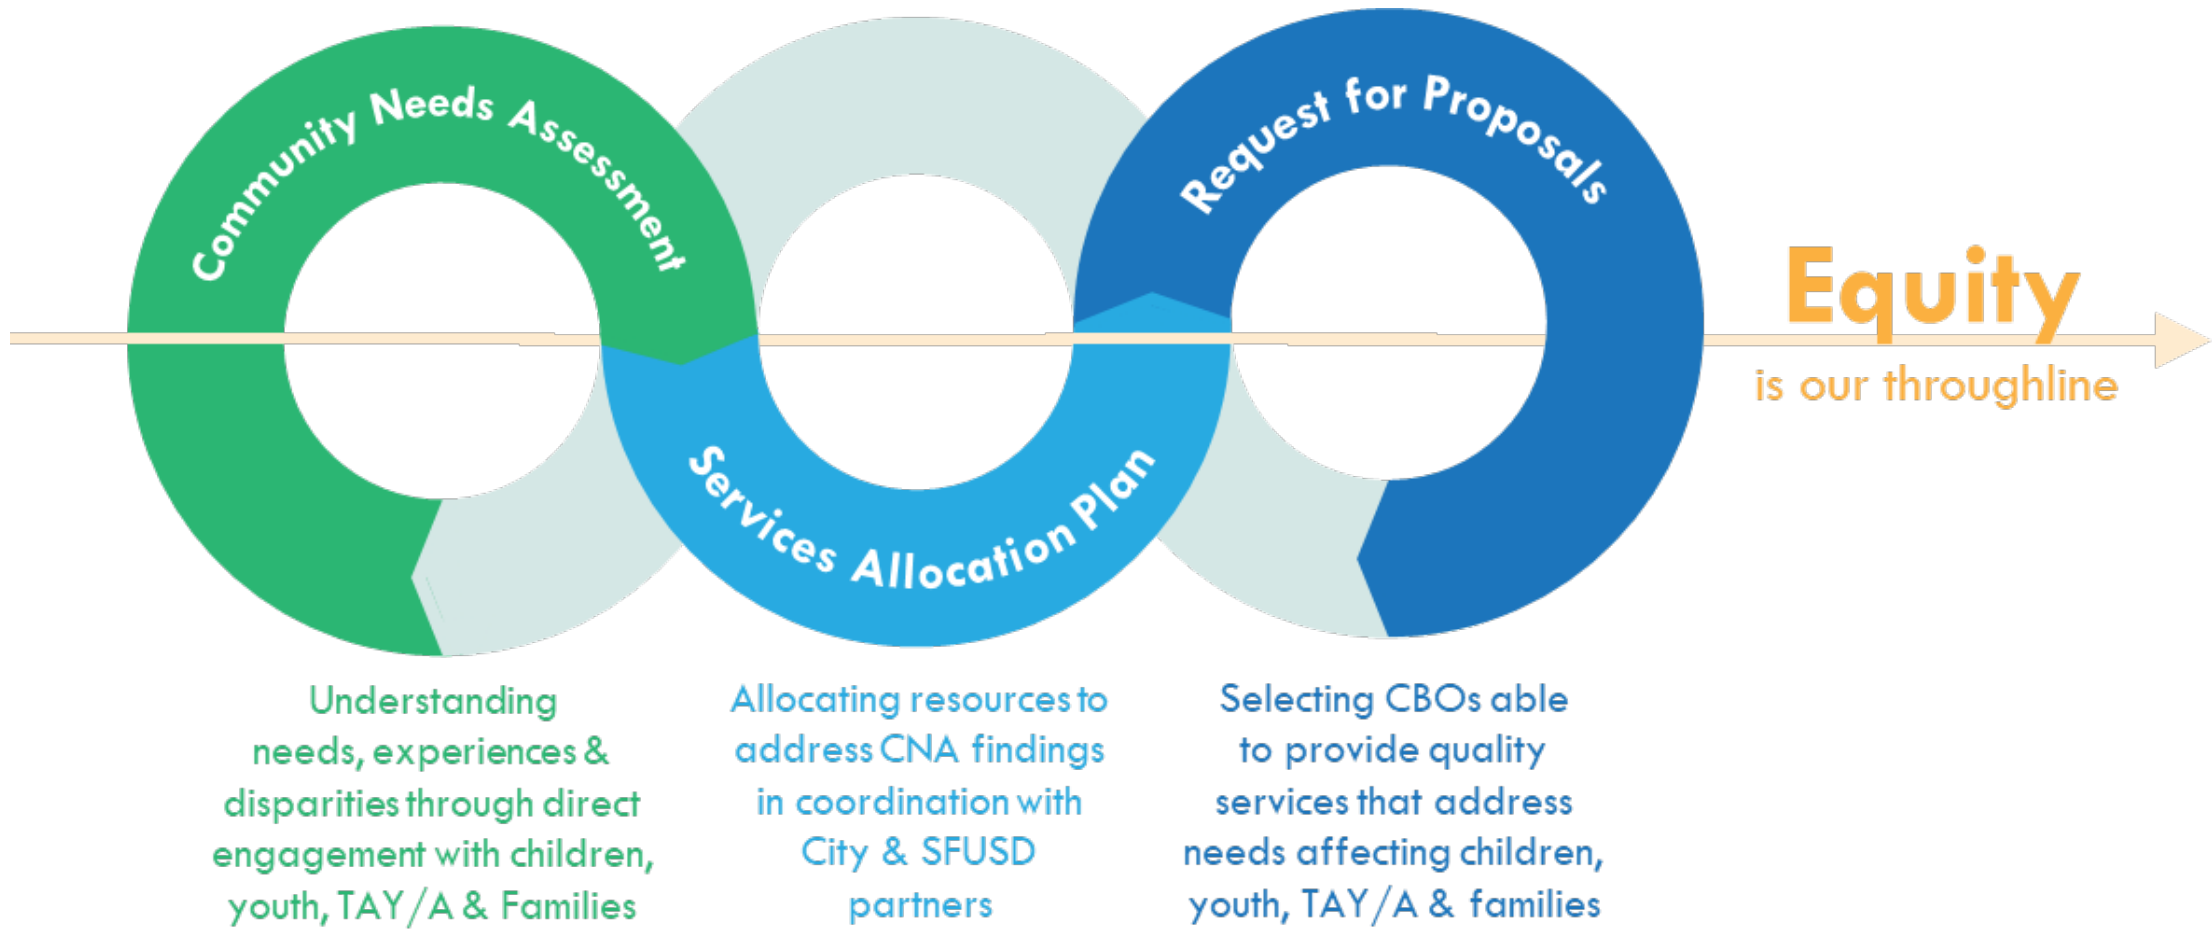 Community Needs Assessment
Services Allocation Plan
Request for Proposals
Equity
is our throughline
Understanding
needs, experiences &
disparities through direct
engagement with children,
youth, TAY/A & Families
Allocating resources to
address CNA findings
in coordination with
City & SFUSD
partners
Selecting CBOs able
to provide quality
services that address
needs affecting children,
youth, TAY/A & families